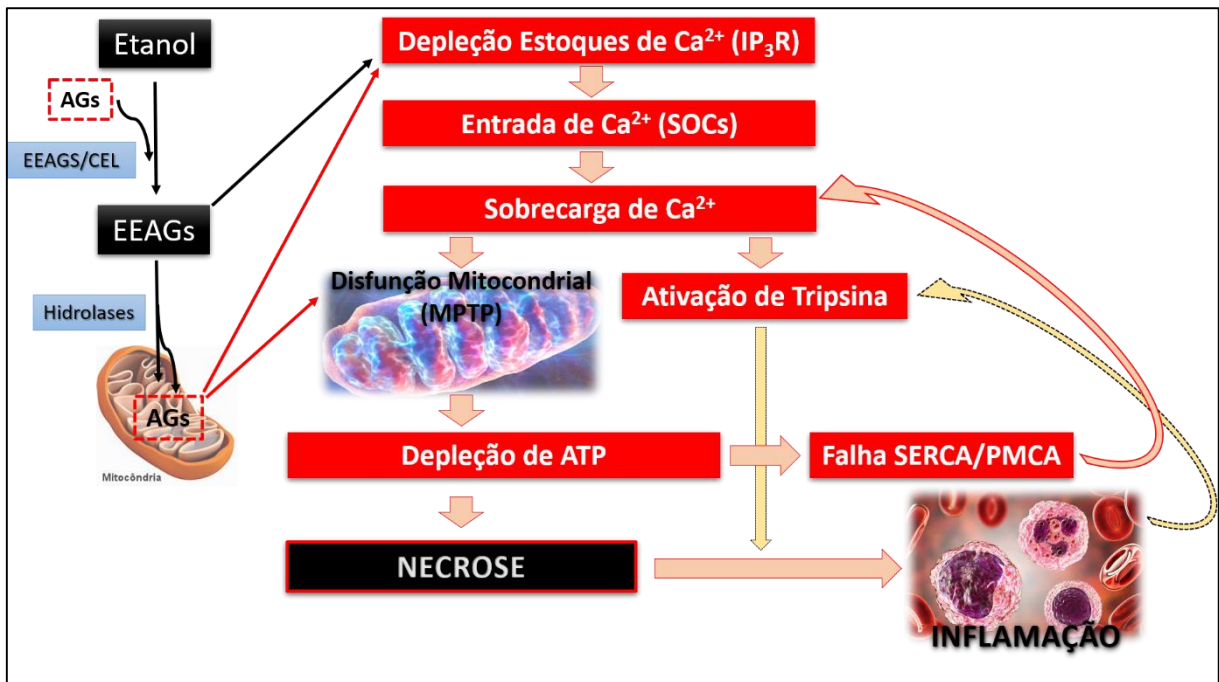 Etanol
AGs
EEAGS/CEL
EEAGs
Hidrolases
AGs
Mitocôndria
Depleção Estoques de Ca²⁺ (IP₃R)
Entrada de Ca²⁺ (SOCs)
Sobrecarga de Ca²⁺
Disfunção Mitocondrial
(MPTP)
Ativação de Tripsina
Depleção de ATP
Falha SERCA/PMCA
NECROSE
INFLAMAÇÃO